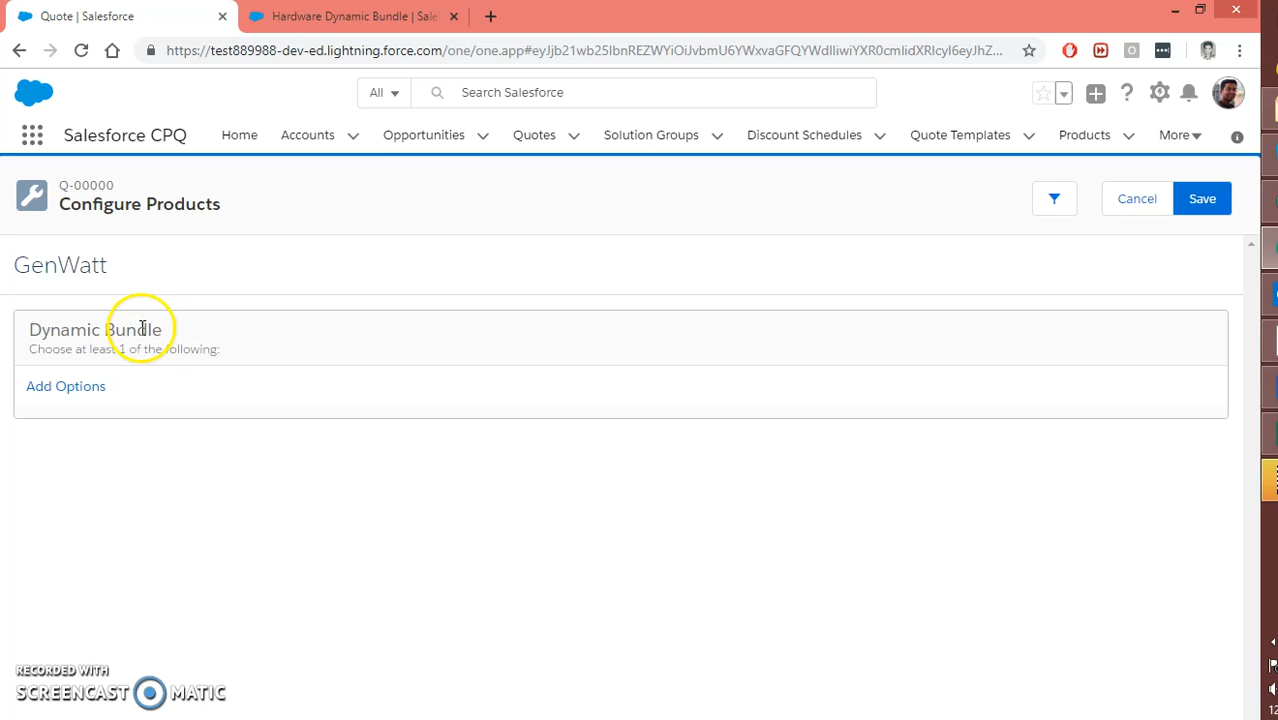 Quote | Salesforce
Hardware Dynamic Bundle | Sale
https://test889988-dev-ed.lightning.force.com/one/one.app#eyJjb21wb25lbnREZWYiOiJvbmU6YWxvaGFQYWdlIiwiYXR0cmlidXRlcyI6eyJhZ...
All
Search Salesforce
Salesforce CPQ
Home
Accounts
Opportunities
Quotes
Solution Groups
Discount Schedules
Quote Templates
Products
More
Q-00000
Configure Products
Cancel
Save
GenWatt
Dynamic Bundle
Choose at least 1 of the following:
Add Options
RECORDED WITH
SCREENCAST MATIC